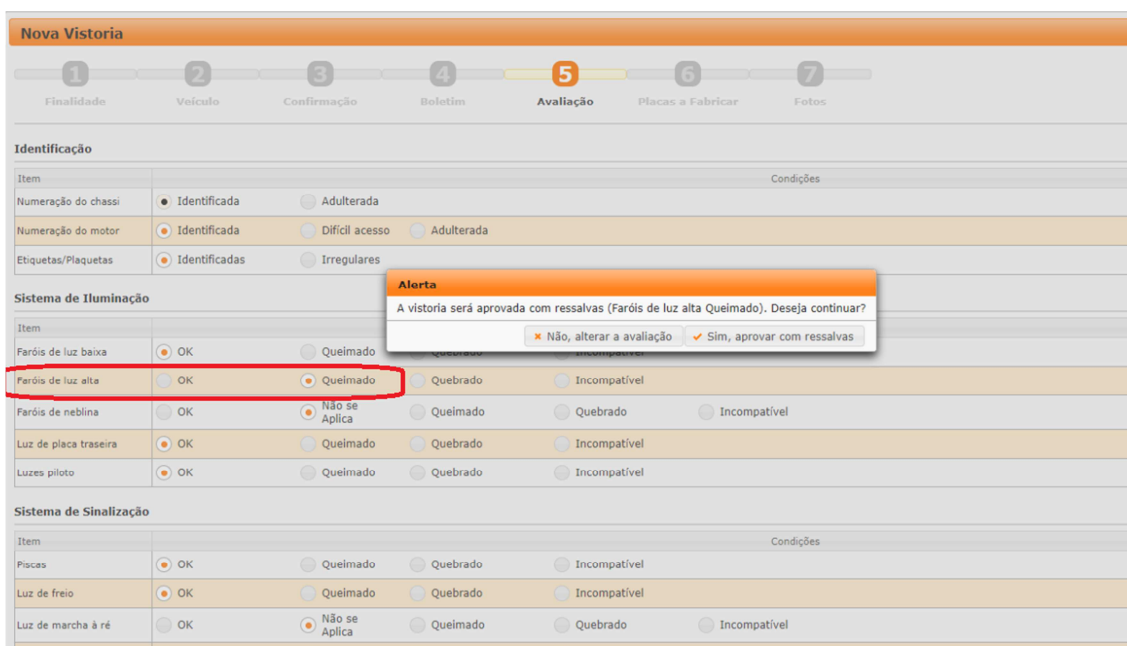 Nova Vistoria
1 2 3 4 5 6 7
Finalidade Veículo Confirmação Boletim Avaliação Placas a Fabricar Fotos
Identificação
Item Condições
Numeração do chassi Identificada Adulterada
Numeração do motor Identificada Difícil acesso Adulterada
Etiquetas/Plaquetas Identificadas Irregulares
Alerta
A vistoria será aprovada com ressalvas (Faróis de luz alta Queimado). Deseja continuar?
Não, alterar a avaliação Sim, aprovar com ressalvas
Sistema de Iluminação
Item
Faróis de luz baixa OK Queimado Quebrado Incompatível
Faróis de luz alta OK Queimado Quebrado Incompatível
Faróis de neblina OK Não se Aplica Queimado Quebrado Incompatível
Luz de placa traseira OK Queimado Quebrado Incompatível
Luzes piloto OK Queimado Quebrado Incompatível
Sistema de Sinalização
Item Condições
Piscas OK Queimado Quebrado Incompatível
Luz de freio OK Queimado Quebrado Incompatível
Luz de marcha à ré OK Não se Aplica Queimado Quebrado Incompatível